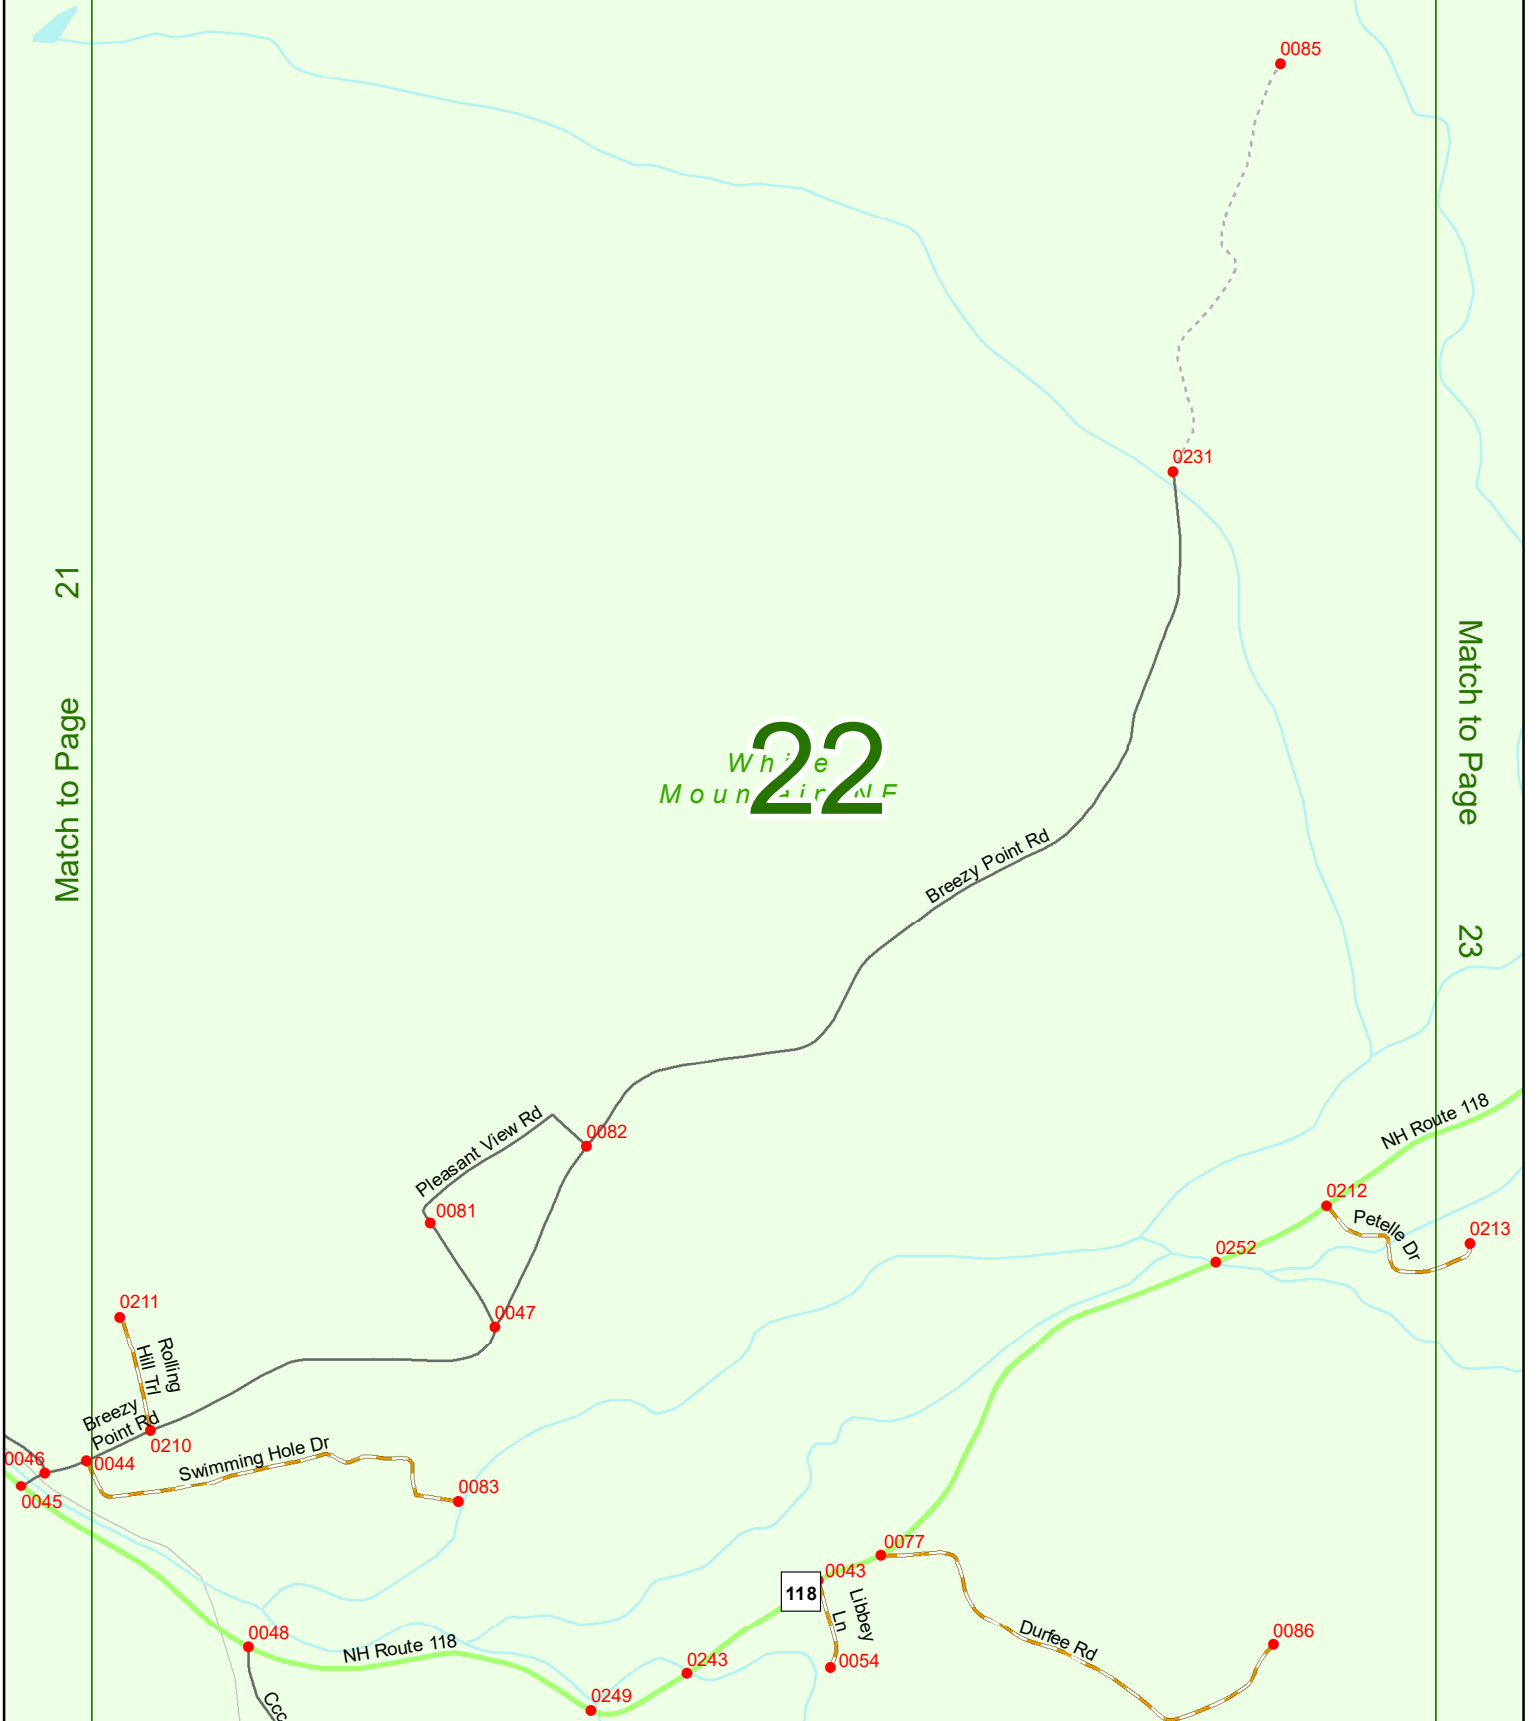 0085
0231
Match to Page 21
Match to Page 23
22
Mountain NF
Breezy Point Rd
NH Route 118
Pleasant View Rd
0082
0081
0212
Petelle Dr
0213
0252
0211
0047
Rolling
Hill Trl
Breezy
Point Rd
0210
0046
0044
Swimming Hole Dr
0083
0045
0077
0043
118
Libbey
Ln
0048
NH Route 118
Durfee Rd
0086
0054
0243
0249
Ccc